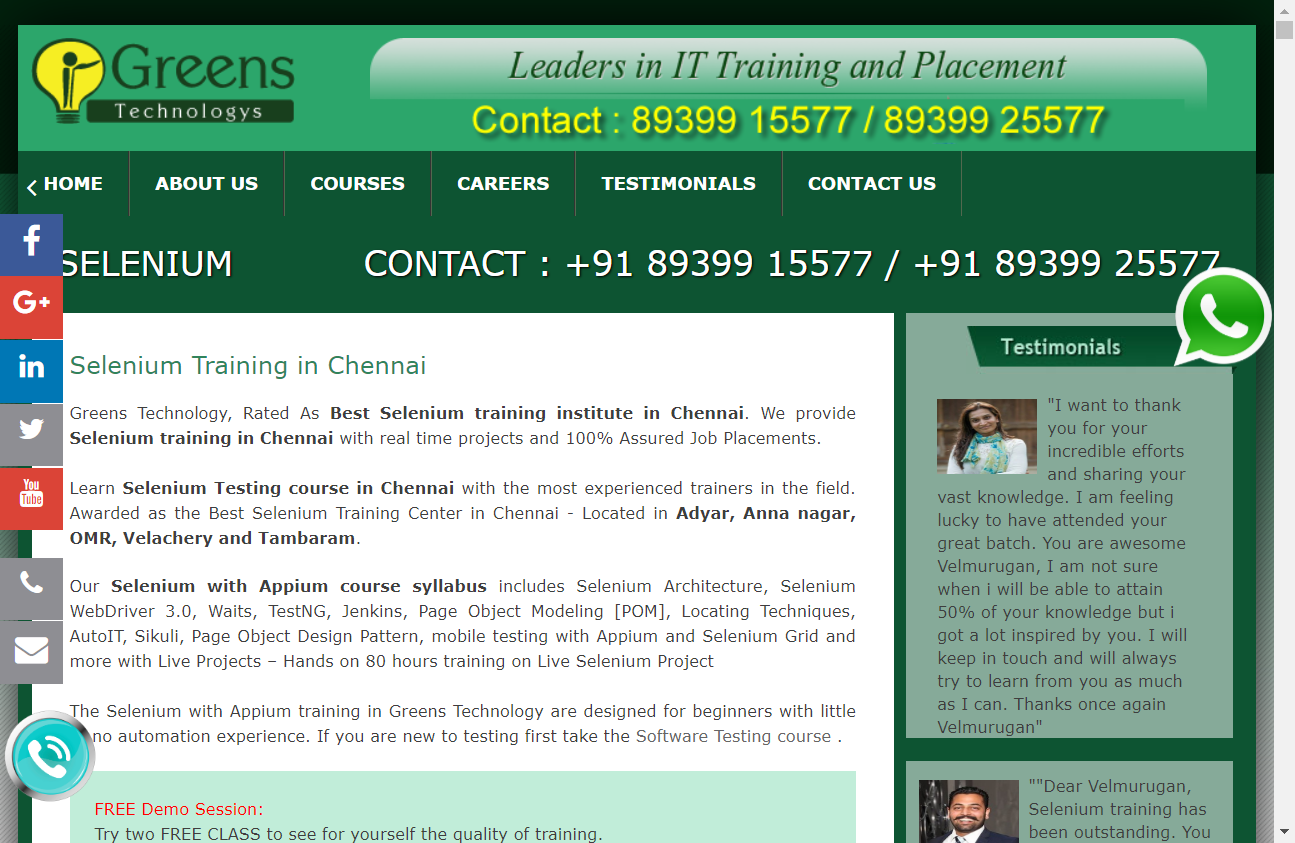 Greens
Technologys
Leaders in IT Training and Placement
Contact : 89399 15577 / 89399 25577
HOME
ABOUT US
COURSES
CAREERS
TESTIMONIALS
CONTACT US
SELENIUM
CONTACT : +91 89399 15577 / +91 89399 25577
Selenium Training in Chennai
Greens Technology, Rated As Best Selenium training institute in Chennai. We provide
Selenium training in Chennai with real time projects and 100% Assured Job Placements.
Learn Selenium Testing course in Chennai with the most experienced trainers in the field.
Awarded as the Best Selenium Training Center in Chennai - Located in Adyar, Anna nagar,
OMR, Velachery and Tambaram.
Our Selenium with Appium course syllabus includes Selenium Architecture, Selenium
WebDriver 3.0, Waits, TestNG, Jenkins, Page Object Modeling [POM], Locating Techniques,
AutoIT, Sikuli, Page Object Design Pattern, mobile testing with Appium and Selenium Grid and
more with Live Projects – Hands on 80 hours training on Live Selenium Project
The Selenium with Appium training in Greens Technology are designed for beginners with little
no automation experience. If you are new to testing first take the Software Testing course .
FREE Demo Session:
Try two FREE CLASS to see for yourself the quality of training.
Testimonials
"I want to thank
you for your
incredible efforts
and sharing your
vast knowledge. I am feeling
lucky to have attended your
great batch. You are awesome
Velmurugan, I am not sure
when i will be able to attain
50% of your knowledge but i
got a lot inspired by you. I will
keep in touch and will always
try to learn from you as much
as I can. Thanks once again
Velmurugan"
""Dear Velmurugan,
Selenium training has
been outstanding. You
f
G+
in
You
Tube